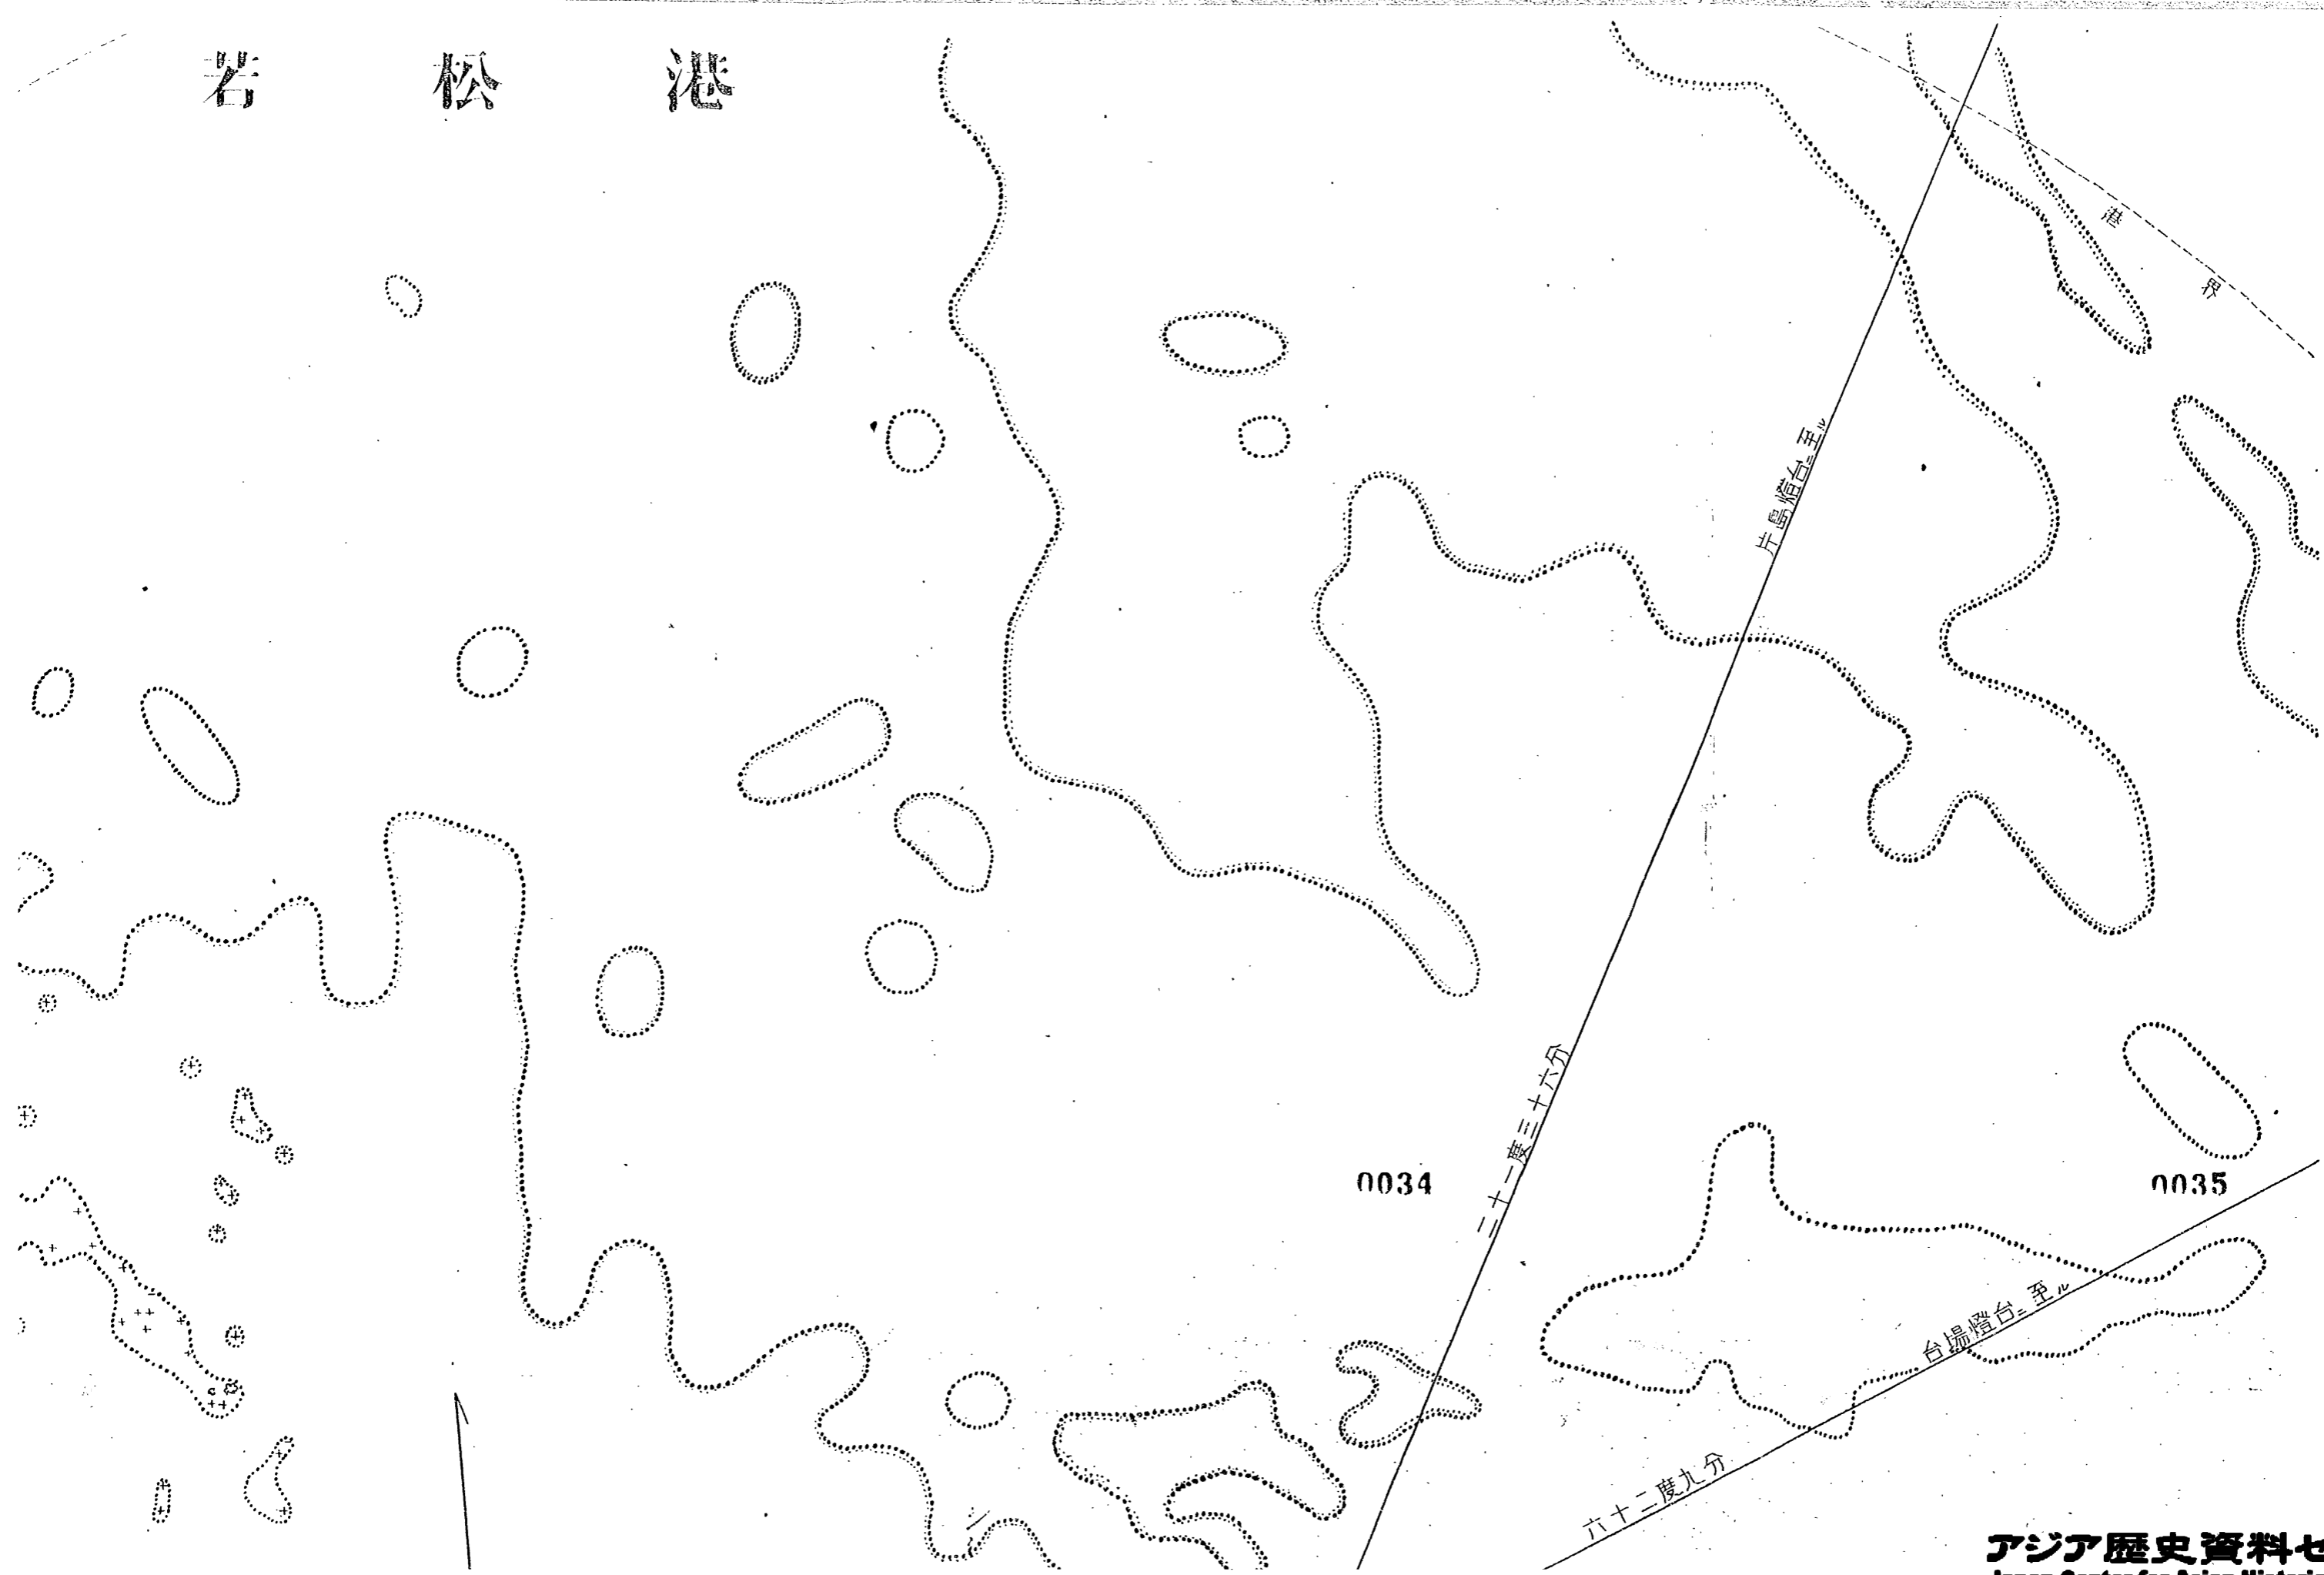 若松港
港界
片島燈台ニ至ル
二十一度三十六分
0034
0035
台場燈台ニ至ル
六十二度九分
アジア歴史資料セ